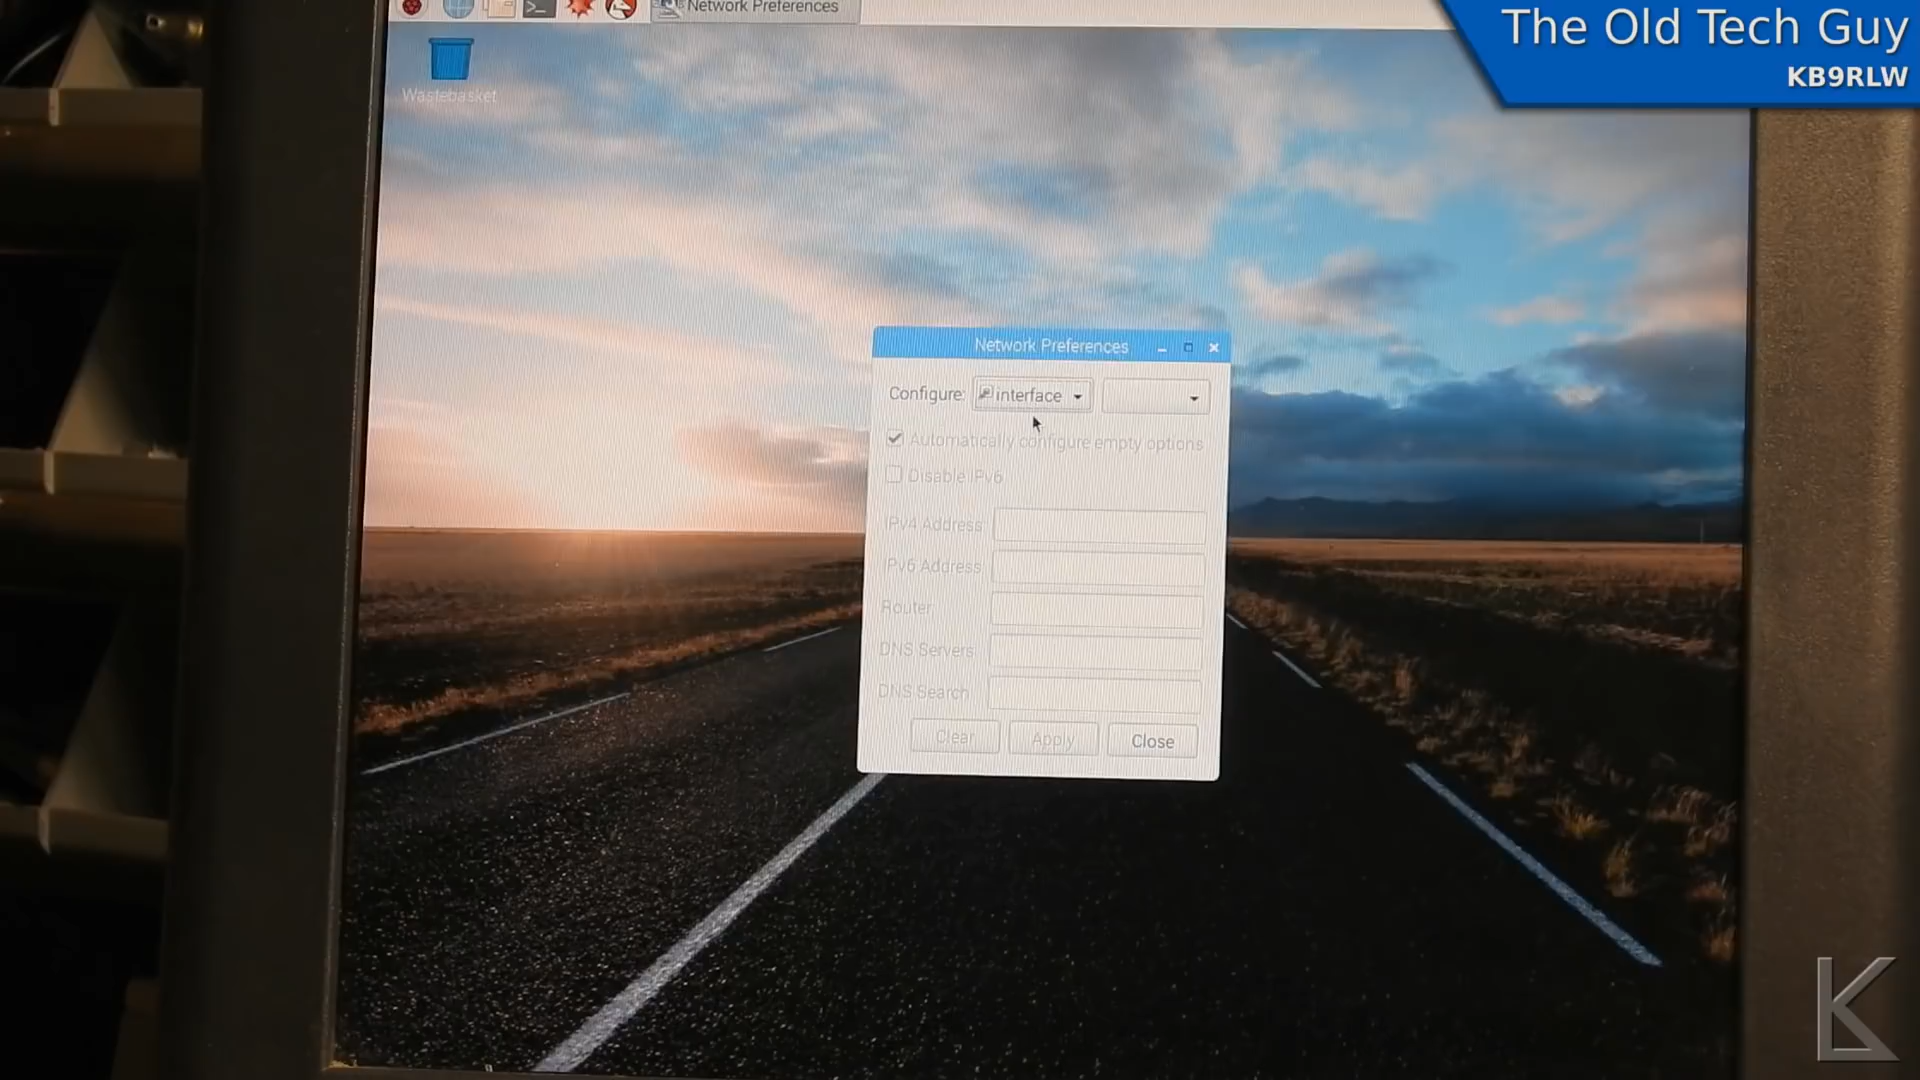 Network Preferences
The Old Tech Guy
KB9RLW
Wastebasket
Network Preferences
Configure: interface
Automatically configure empty options
Disable IPv6
IPv4 Address
IPv6 Address
Router
DNS Servers
DNS Search
Clear Apply Close
K